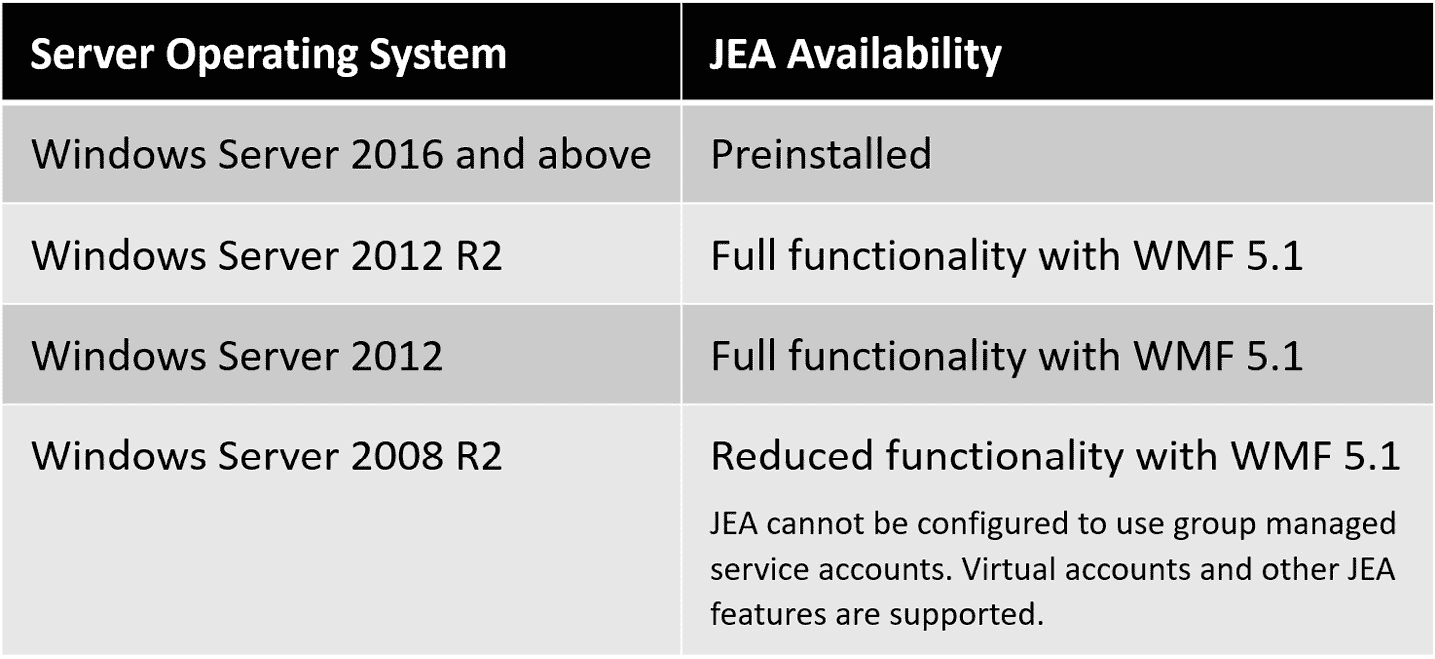 Server Operating System
JEA Availability
Windows Server 2016 and above
Preinstalled
Windows Server 2012 R2
Full functionality with WMF 5.1
Windows Server 2012
Full functionality with WMF 5.1
Windows Server 2008 R2
Reduced functionality with WMF 5.1
JEA cannot be configured to use group managed
service accounts. Virtual accounts and other JEA
features are supported.